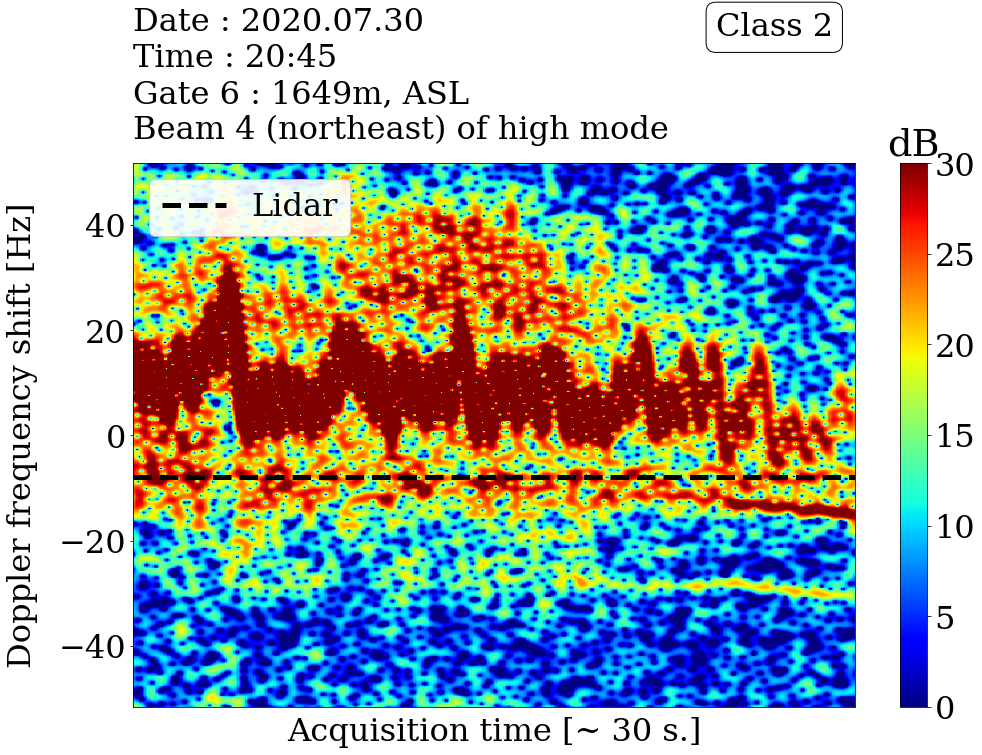 Date : 2020.07.30
Time : 20:45
Gate 6 : 1649m, ASL
Beam 4 (northeast) of high mode
Class 2
dB
Lidar
Doppler frequency shift [Hz]
40
20
0
−20
−40
Acquisition time [~ 30 s.]
30
25
20
15
10
5
0